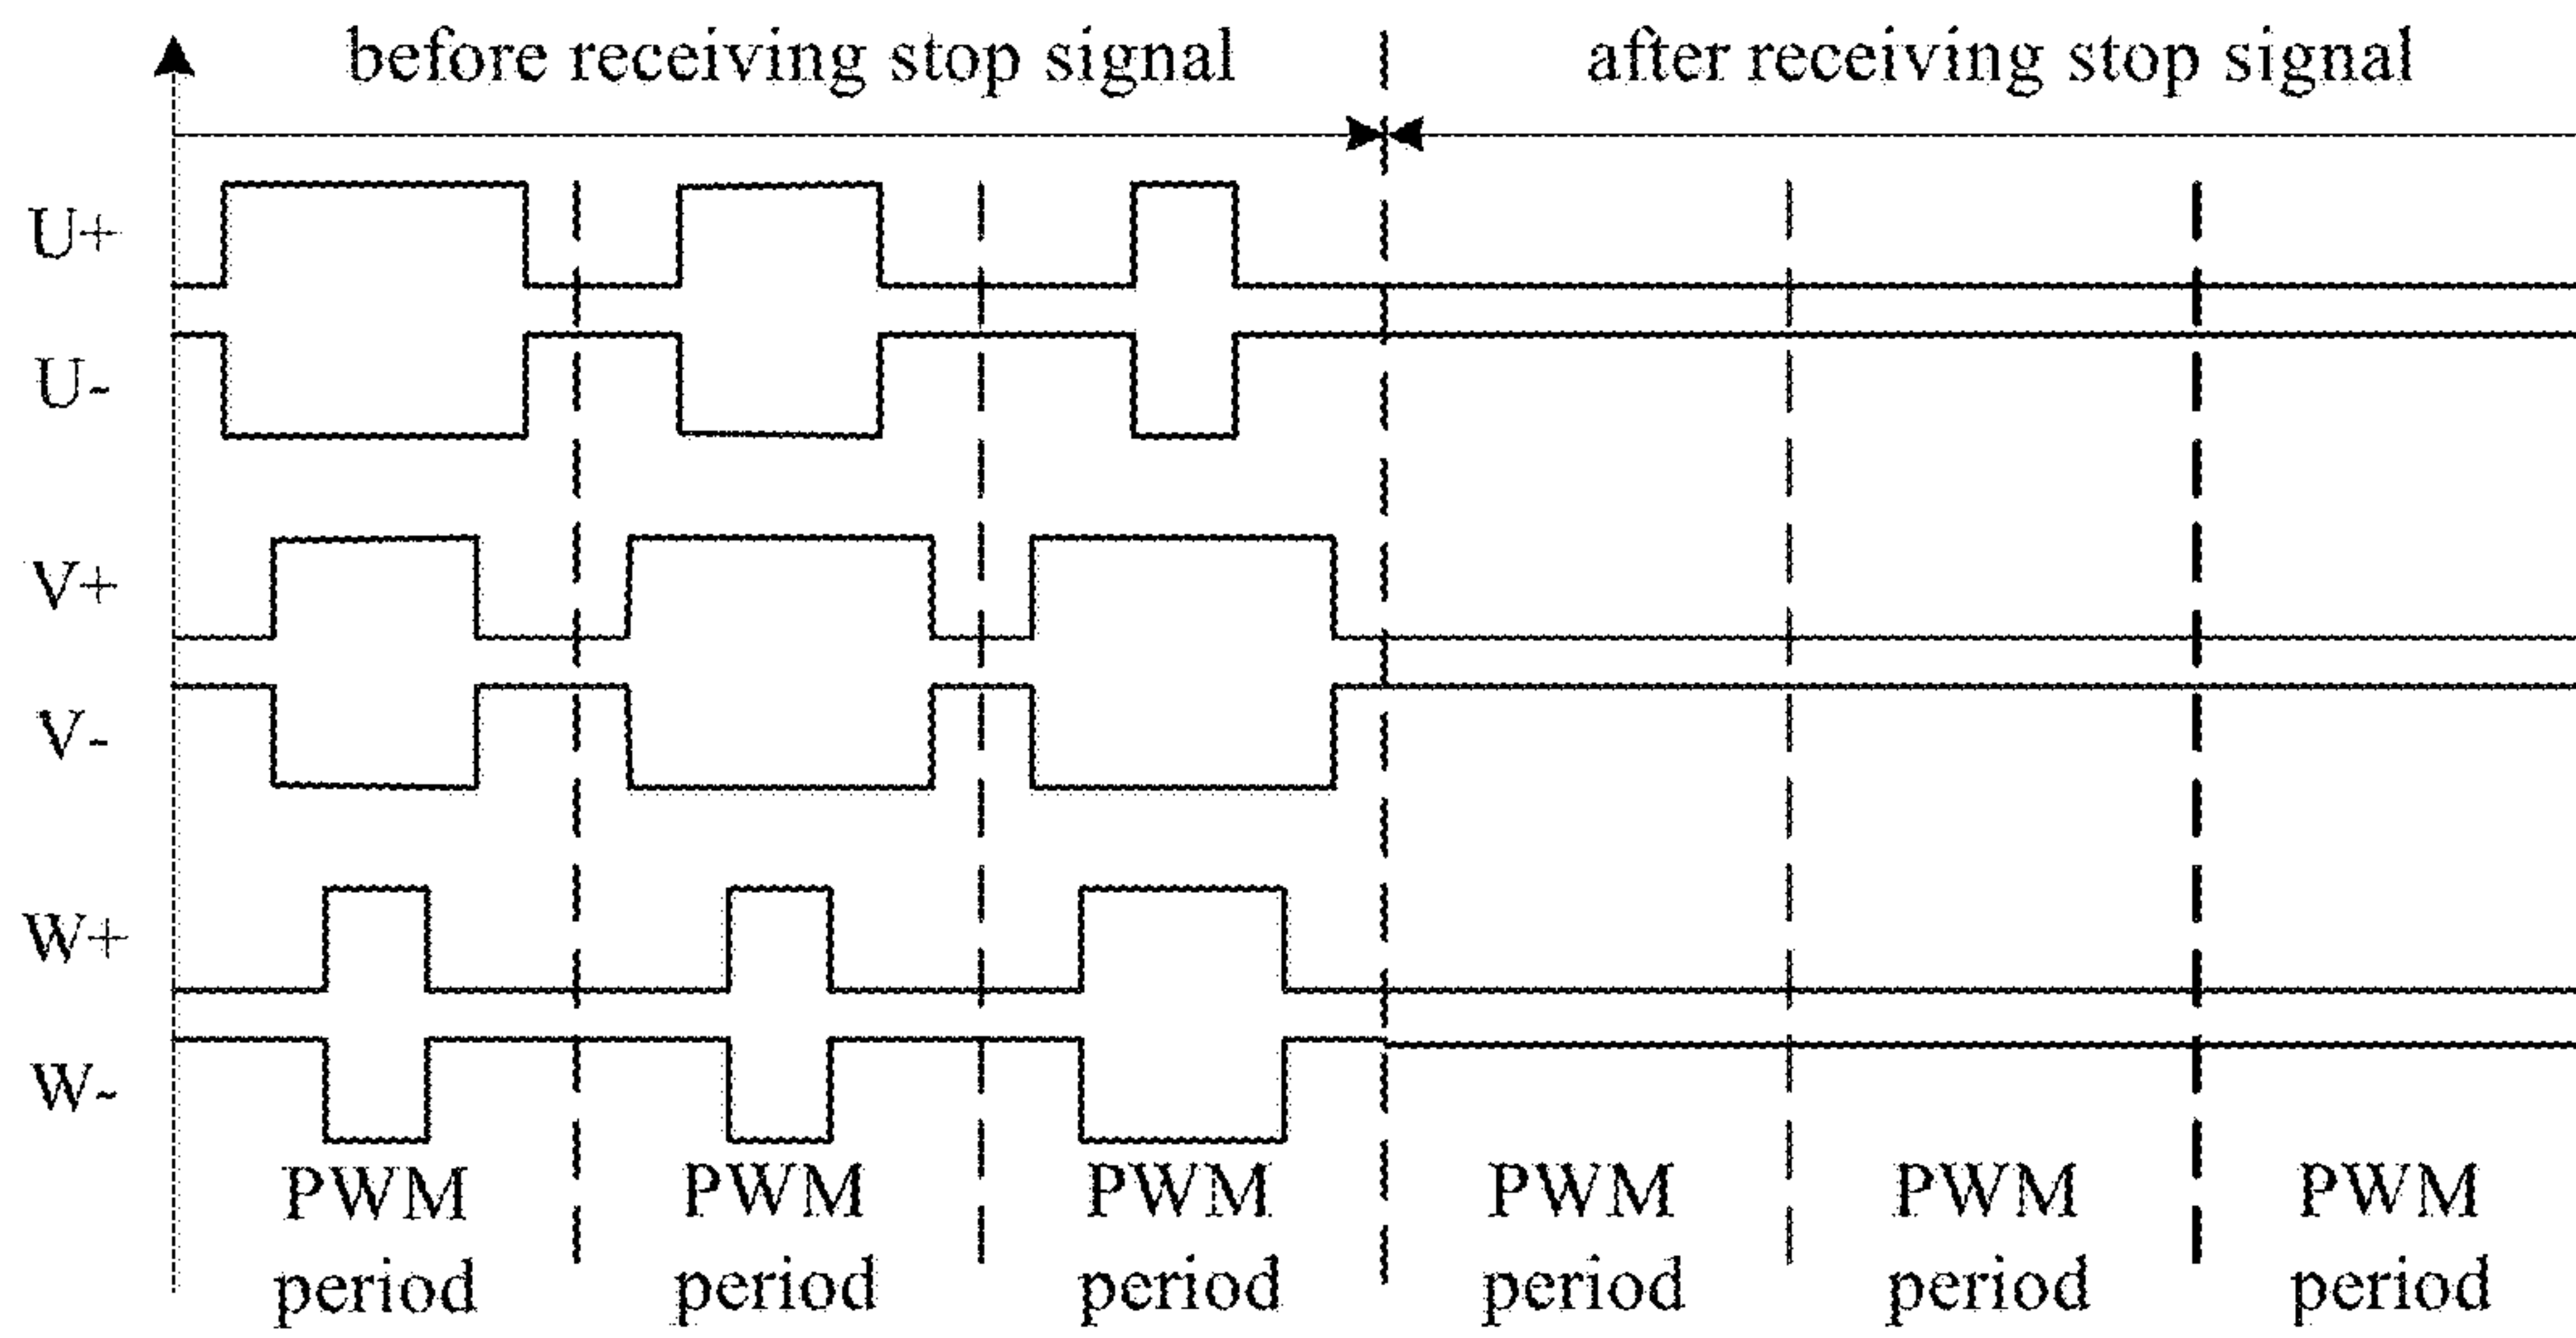 before receiving stop signal
after receiving stop signal
U+
U-
V+
V-
W+
W-
PWM period
PWM period
PWM period
PWM period
PWM period
PWM period